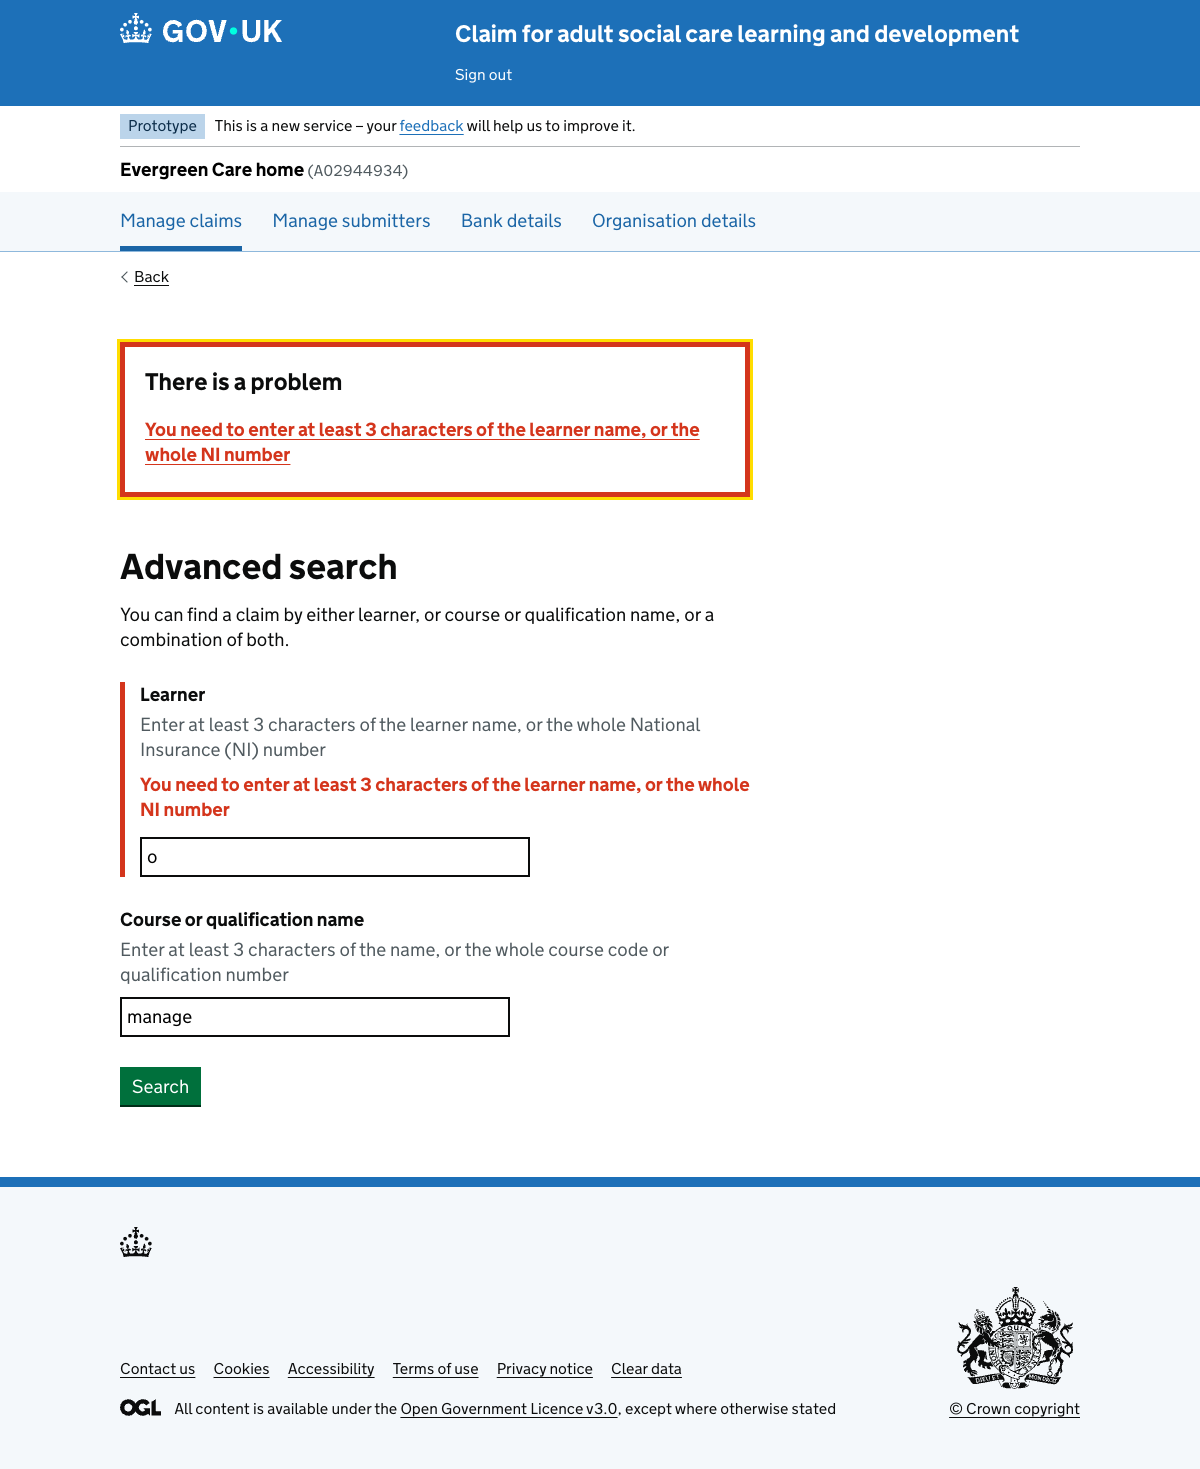 GOV·UK
Claim for adult social care learning and development
Sign out
Prototype This is a new service – your feedback will help us to improve it.
Evergreen Care home (A02944934)
Manage claims Manage submitters Bank details Organisation details
Back
There is a problem
You need to enter at least 3 characters of the learner name, or the
whole NI number
Advanced search
You can find a claim by either learner, or course or qualification name, or a
combination of both.
Learner
Enter at least 3 characters of the learner name, or the whole National
Insurance (NI) number
You need to enter at least 3 characters of the learner name, or the whole
NI number
o
Course or qualification name
Enter at least 3 characters of the name, or the whole course code or
qualification number
manage
Search
Contact us Cookies Accessibility Terms of use Privacy notice Clear data
OGL All content is available under the Open Government Licence v3.0, except where otherwise stated
© Crown copyright